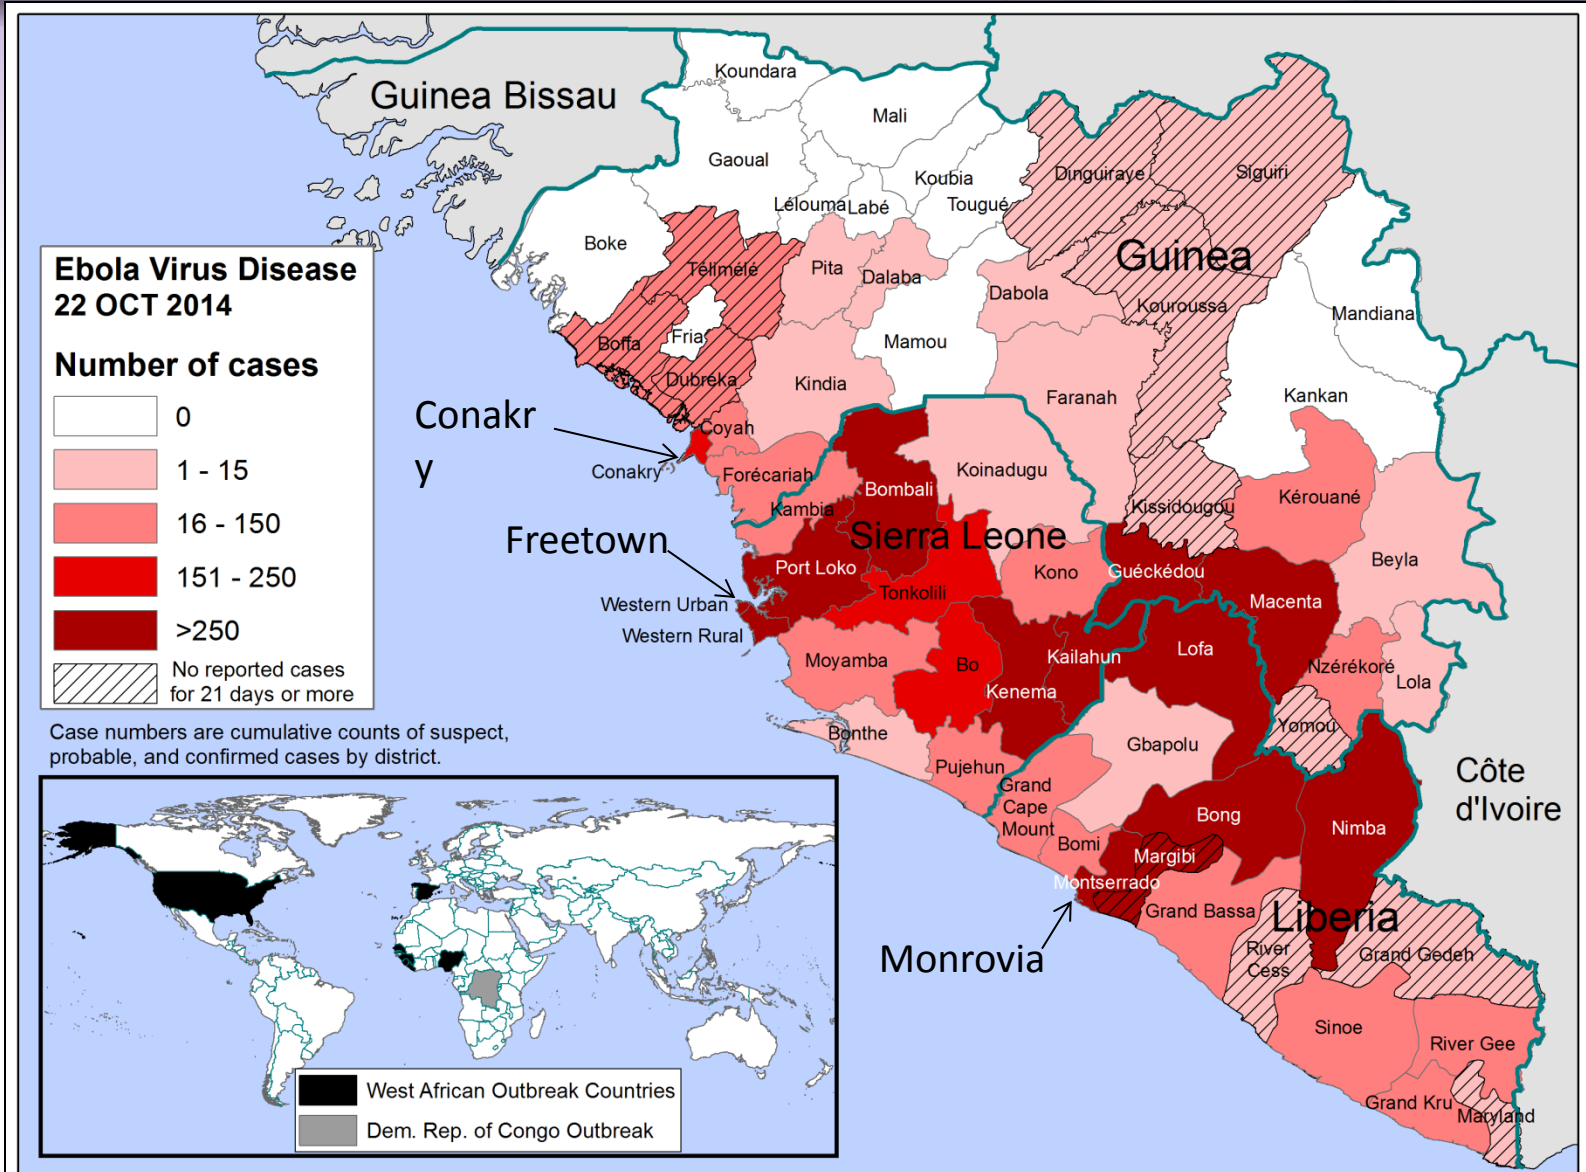 Koundara
Guinea Bissau
Mali
Gaoual
Dinguiraye
Siguiri
Koubia
Lélouma
Labé
Tougué
Boke
Guinea
Télimélé
Pita
Dalaba
Dabola
Kouroussa
Mandiana
Fria
Boffa
Mamou
Dubreka
Kindia
Faranah
Kankan
Ebola Virus Disease
22 OCT 2014
Number of cases
0
1 - 15
16 - 150
151 - 250
>250
No reported cases
for 21 days or more
Case numbers are cumulative counts of suspect,
probable, and confirmed cases by district.
Conakr
y
Coyah
Conakry
Forécariah
Koinadugu
Bombali
Kissidougou
Kérouané
Kambia
Freetown
Sierra Leone
Beyla
Port Loko
Kono
Guéckédou
Tonkolili
Macenta
Western Urban
Western Rural
Moyamba
Bo
Kailahun
Lofa
Nzérékoré
Lola
Kenema
Yomou
Bonthe
Gbapolu
Pujehun
Grand
Cape
Mount
Côte
d'Ivoire
Bong
Nimba
Bomi
Margibi
Montserrado
Grand Bassa
Liberia
Monrovia
River
Cess
Grand Gedeh
Sinoe
River Gee
Grand Kru
Maryland
West African Outbreak Countries
Dem. Rep. of Congo Outbreak